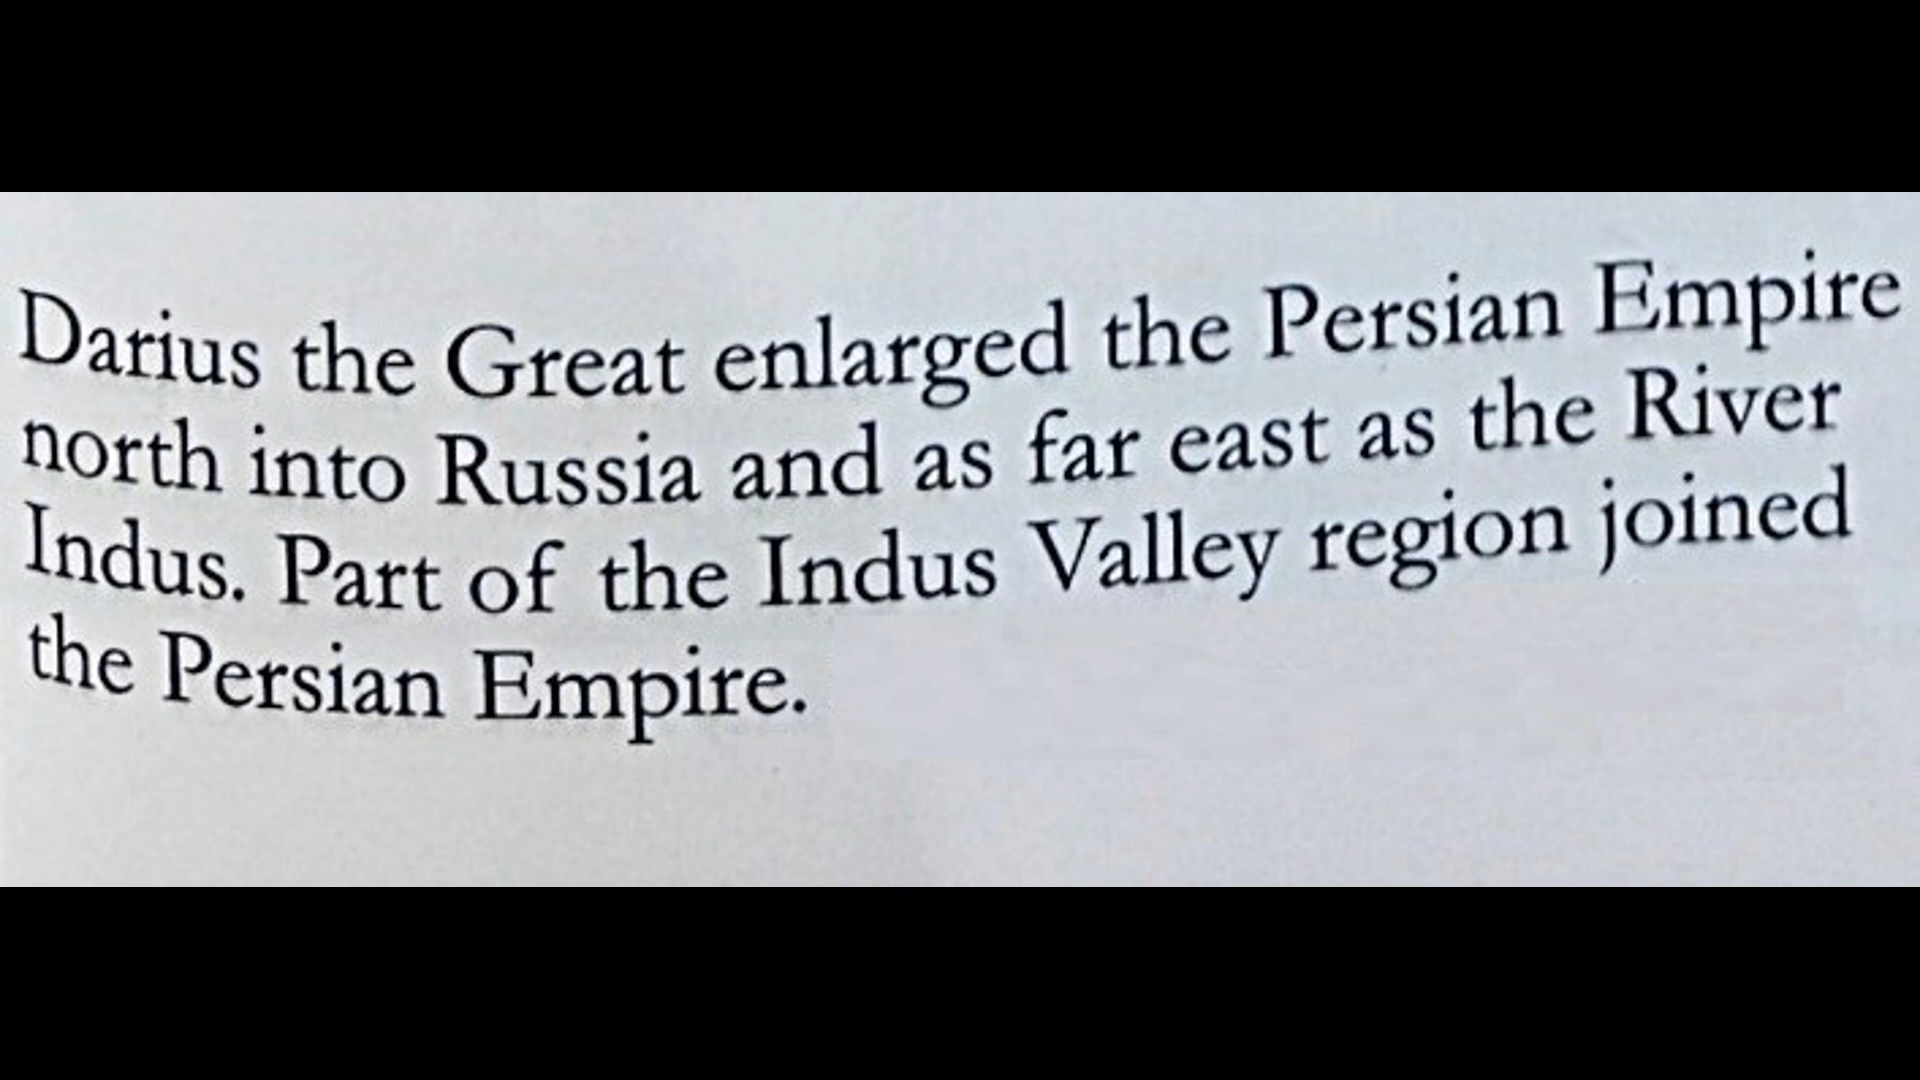 Darius the Great enlarged the Persian Empire
north into Russia and as far east as the River
Indus. Part of the Indus Valley region joined
the Persian Empire.